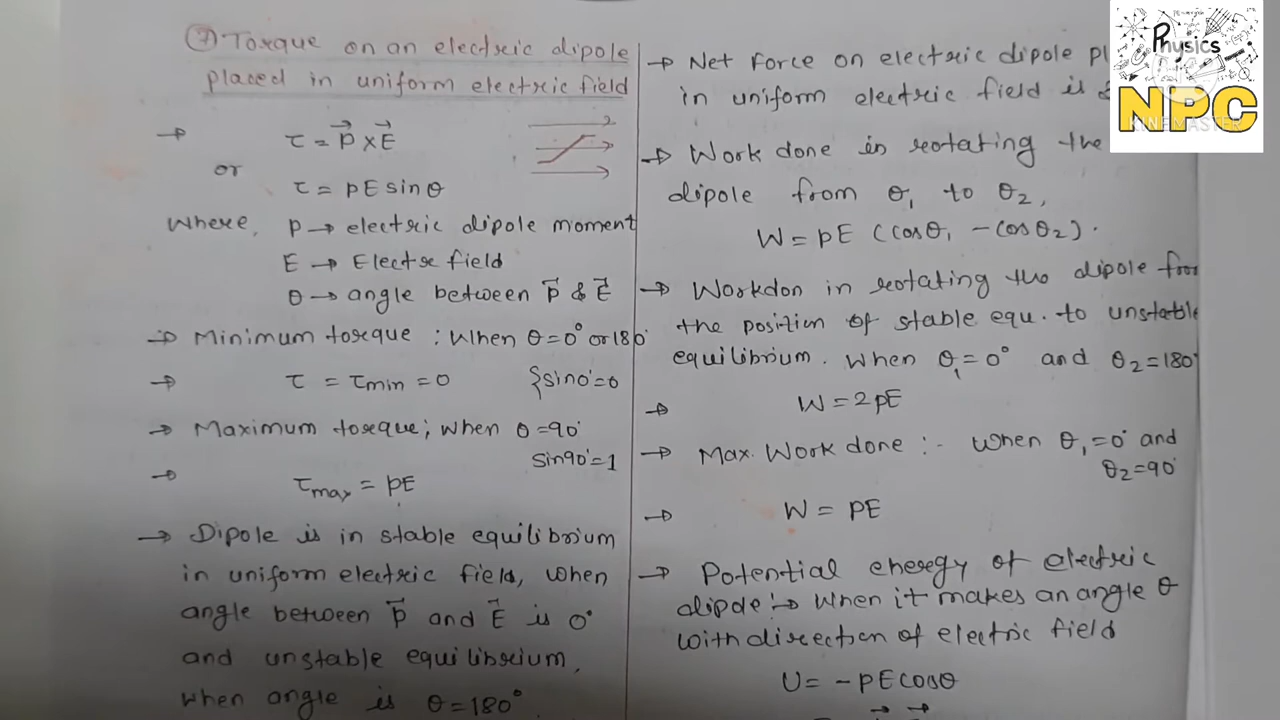 ⑦ Torque on an electric dipole
placed in uniform electric field
→ τ = p⃗ × E⃗
or
τ = pE sinθ
Where, p → electric dipole moment
E → Electre field
θ → angle between p⃗ & E⃗
→ Minimum torque : When θ=0° or 180°
→ τ = τmin = 0 {sin0°=0
→ Maximum torque; when θ=90°
sin90°=1
→ τmax = pE
→ Dipole is in stable equilibrium
in uniform electric field, when
angle between p⃗ and E⃗ is 0°
and unstable equilibrium,
when angle is θ=180°
→ Net Force on electric dipole pl
in uniform electric field is
→ Work done in rotating the
dipole from θ₁ to θ₂,
W = pE (cosθ₁ - cosθ₂).
→ Workdon in rotating the dipole from
the position of stable equ. to unstable
equilibrium. When θ₁=0° and θ₂=180°
→ W = 2pE
→ Max. Work done :- When θ₁=0° and
θ₂=90°
→ W = pE
→ Potential energy of electric
dipole :→ When it makes an angle θ
with direction of electric field
U = -pE cosθ
Physics
NPC
KINEMASTER